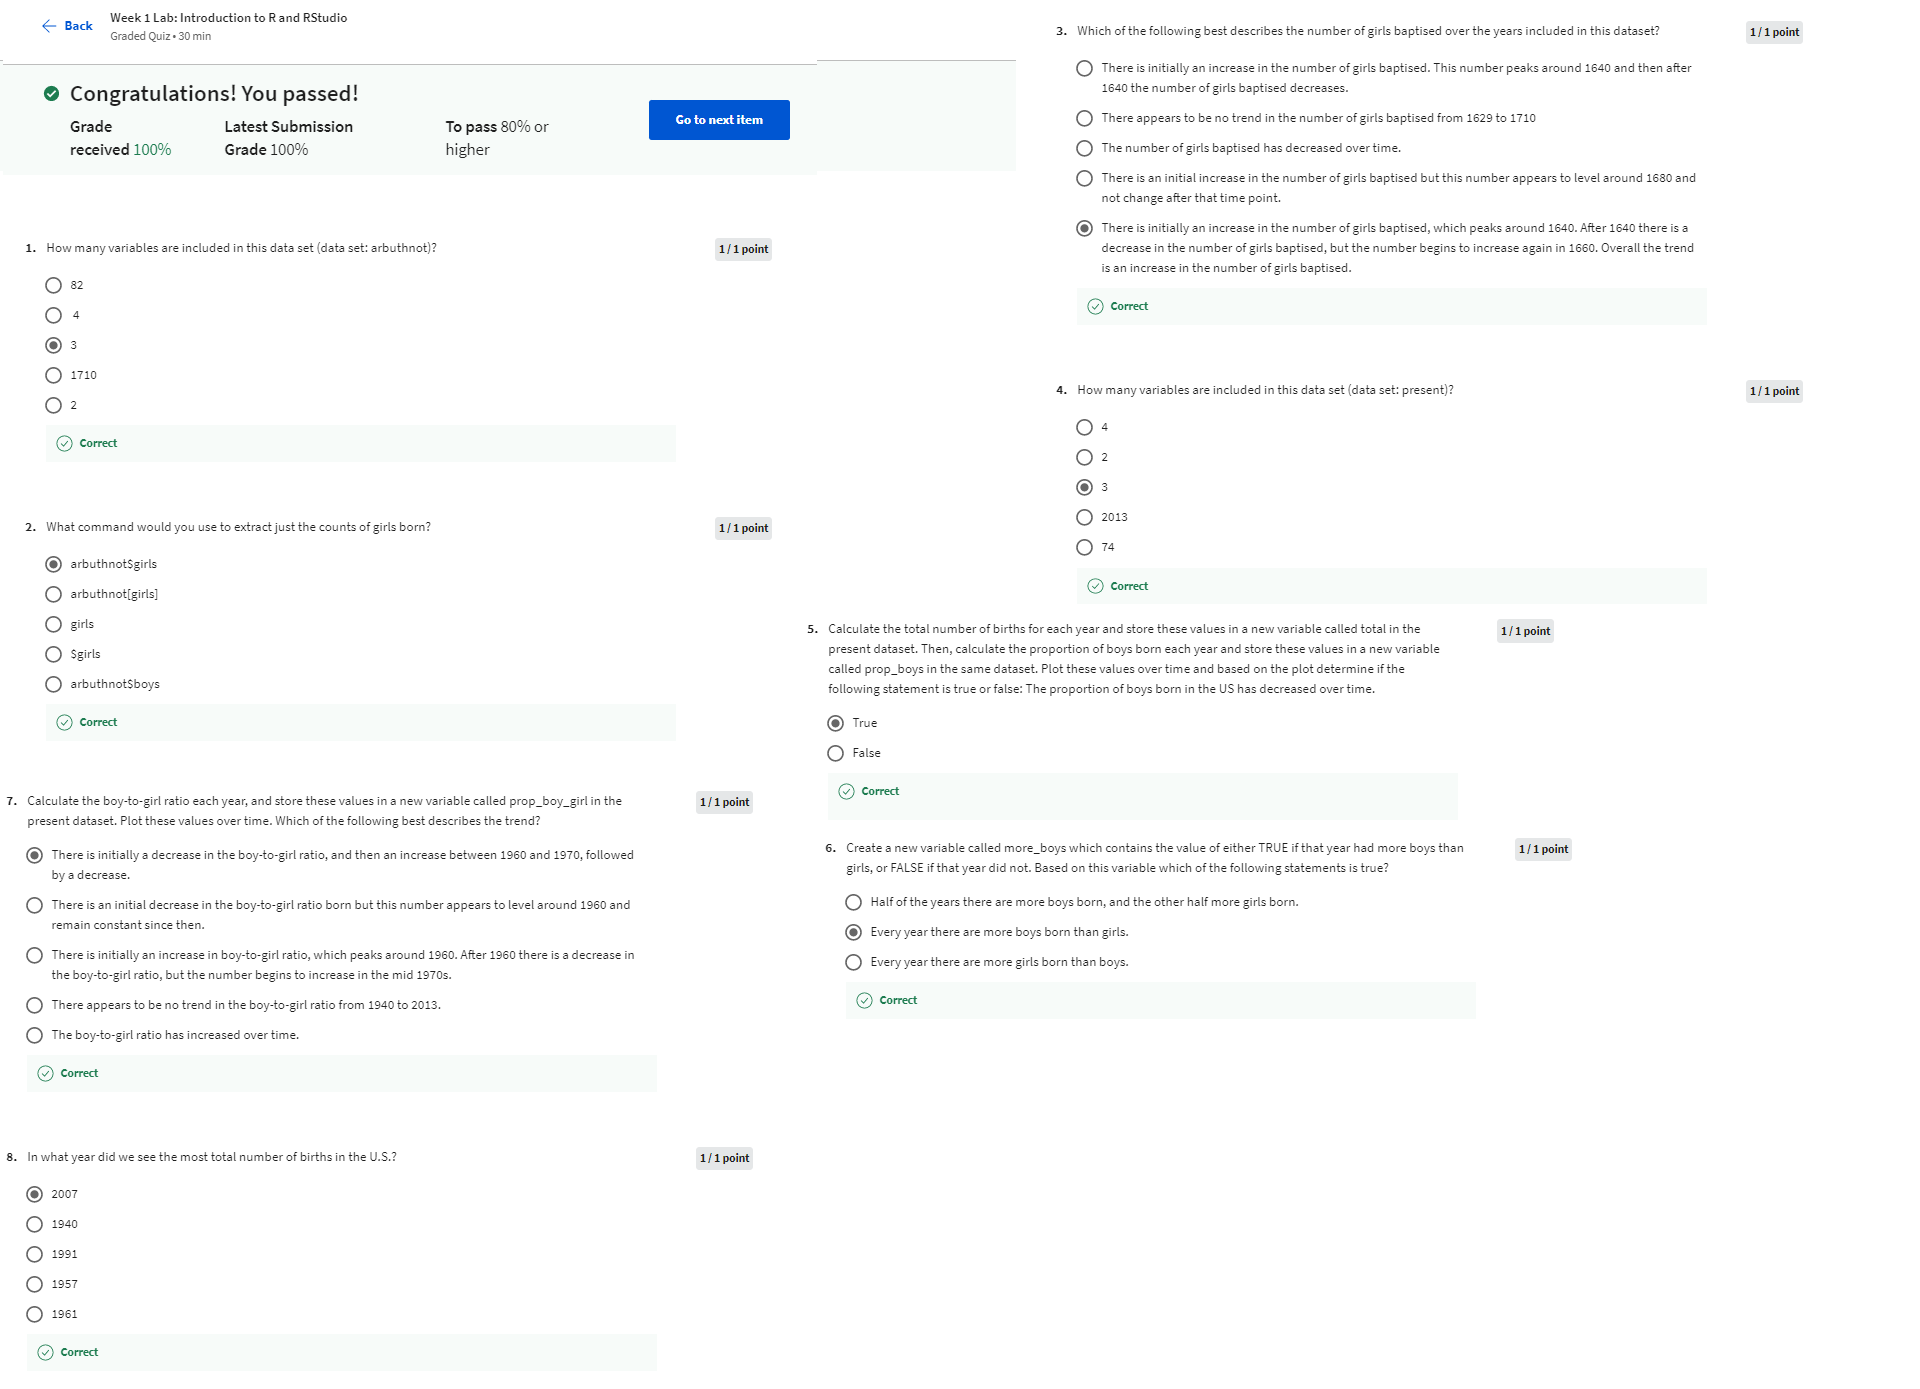 Back
Week 1 Lab: Introduction to R and RStudio
Graded Quiz • 30 min
Congratulations! You passed!
Grade
received 100%
Latest Submission
Grade 100%
To pass 80% or
higher
Go to next item
1. How many variables are included in this data set (data set: arbuthnot)?
1 / 1 point
82
4
3
1710
2
Correct
2. What command would you use to extract just the counts of girls born?
1 / 1 point
arbuthnot$girls
arbuthnot[girls]
girls
$girls
arbuthnot$boys
Correct
3. Which of the following best describes the number of girls baptised over the years included in this dataset?
1 / 1 point
There is initially an increase in the number of girls baptised. This number peaks around 1640 and then after
1640 the number of girls baptised decreases.
There appears to be no trend in the number of girls baptised from 1629 to 1710
The number of girls baptised has decreased over time.
There is an initial increase in the number of girls baptised but this number appears to level around 1680 and
not change after that time point.
There is initially an increase in the number of girls baptised, which peaks around 1640. After 1640 there is a
decrease in the number of girls baptised, but the number begins to increase again in 1660. Overall the trend
is an increase in the number of girls baptised.
Correct
4. How many variables are included in this data set (data set: present)?
1 / 1 point
4
2
3
2013
74
Correct
5. Calculate the total number of births for each year and store these values in a new variable called total in the
present dataset. Then, calculate the proportion of boys born each year and store these values in a new variable
called prop_boys in the same dataset. Plot these values over time and based on the plot determine if the
following statement is true or false: The proportion of boys born in the US has decreased over time.
1 / 1 point
True
False
Correct
6. Create a new variable called more_boys which contains the value of either TRUE if that year had more boys than
girls, or FALSE if that year did not. Based on this variable which of the following statements is true?
1 / 1 point
Half of the years there are more boys born, and the other half more girls born.
Every year there are more boys born than girls.
Every year there are more girls born than boys.
Correct
7. Calculate the boy-to-girl ratio each year, and store these values in a new variable called prop_boy_girl in the
present dataset. Plot these values over time. Which of the following best describes the trend?
1 / 1 point
There is initially a decrease in the boy-to-girl ratio, and then an increase between 1960 and 1970, followed
by a decrease.
There is an initial decrease in the boy-to-girl ratio born but this number appears to level around 1960 and
remain constant since then.
There is initially an increase in boy-to-girl ratio, which peaks around 1960. After 1960 there is a decrease in
the boy-to-girl ratio, but the number begins to increase in the mid 1970s.
There appears to be no trend in the boy-to-girl ratio from 1940 to 2013.
The boy-to-girl ratio has increased over time.
Correct
8. In what year did we see the most total number of births in the U.S.?
1 / 1 point
2007
1940
1991
1957
1961
Correct